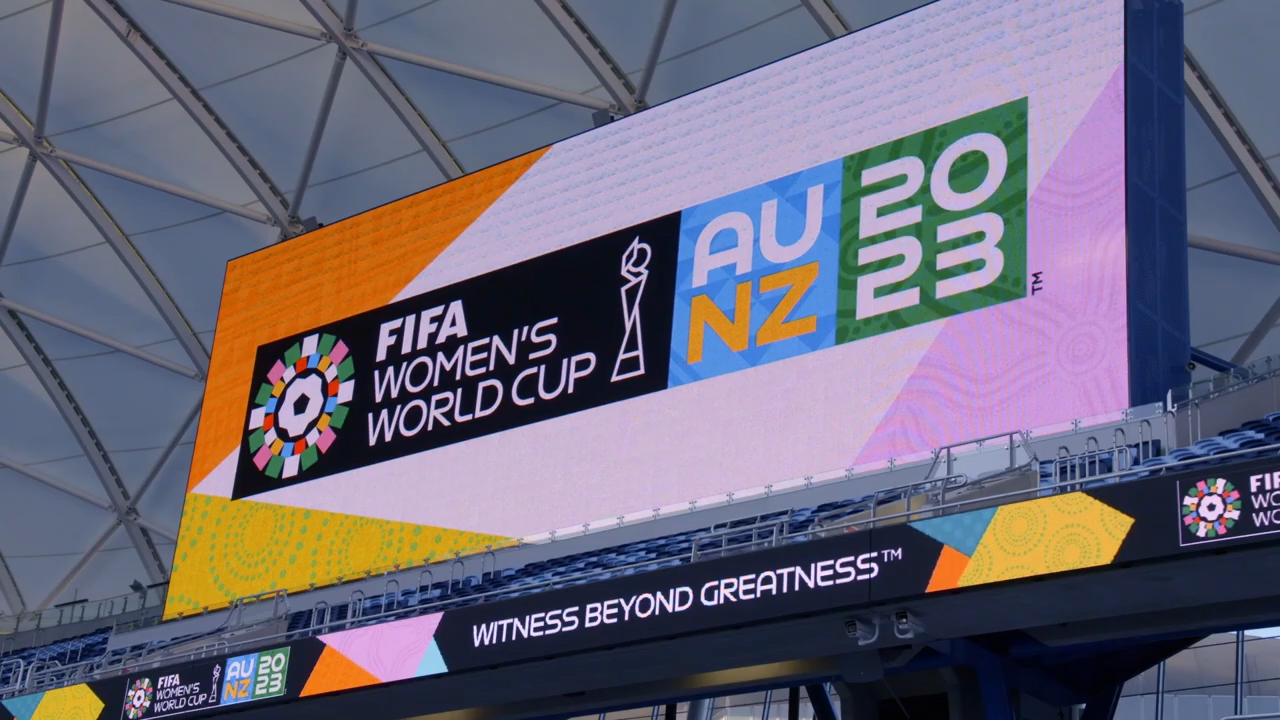 FIFA
WOMEN'S
WORLD CUP
AU
NZ
20
23
TM
WITNESS BEYOND GREATNESS™
FIFA
WOMEN'S
WORLD CUP
AU
NZ
20
23